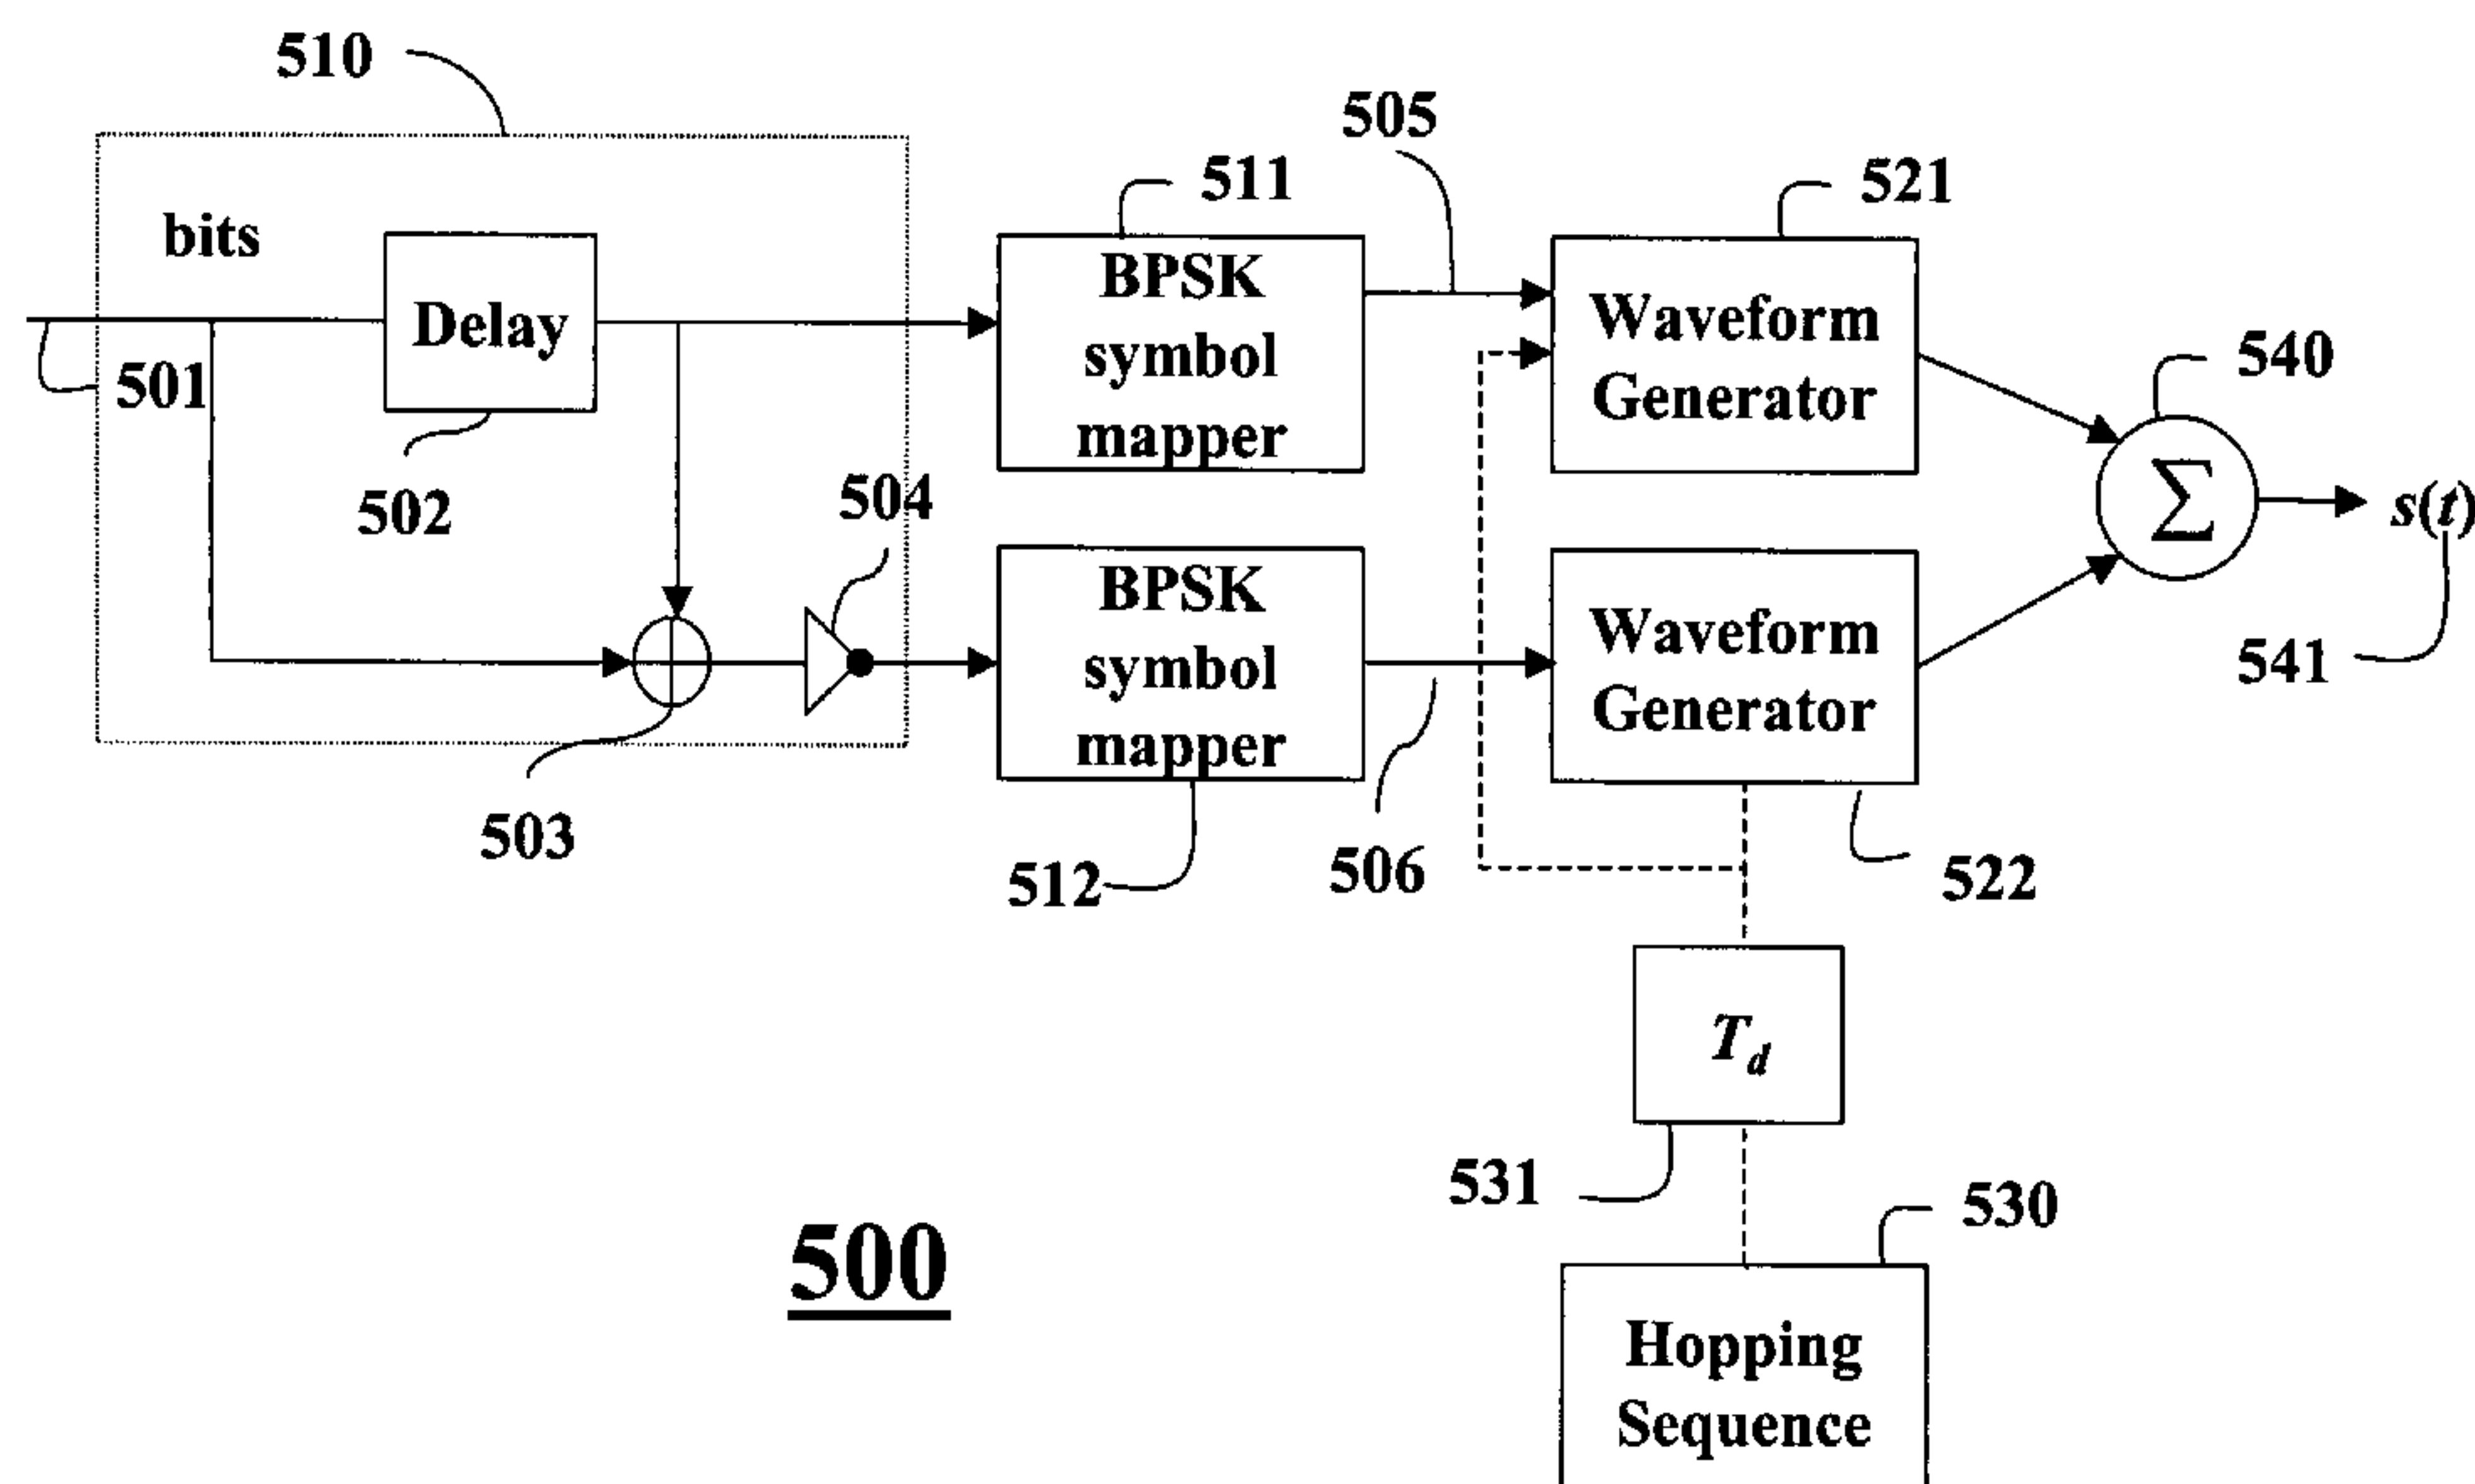 510
505
511
521
bits
BPSK
symbol
mapper
Waveform
Generator
Delay
540
501
502
504
Σ
s(t)
BPSK
symbol
mapper
Waveform
Generator
541
503
512
506
522
Td
531
530
500
Hopping
Sequence